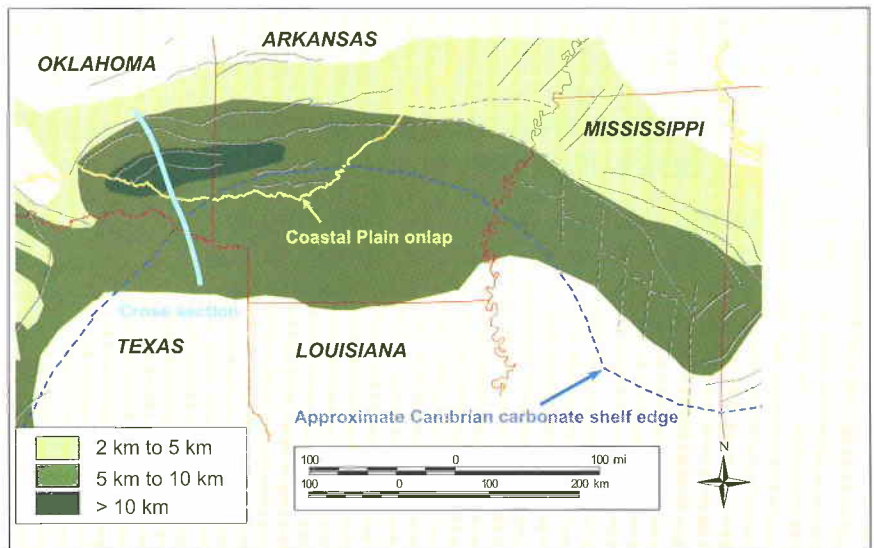 ARKANSAS
OKLAHOMA
MISSISSIPPI
Coastal Plain onlap
Cross section
TEXAS
LOUISIANA
Approximate Cambrian carbonate shelf edge
2 km to 5 km
5 km to 10 km
> 10 km
100 0 100 mi
100 0 100 200 km
N